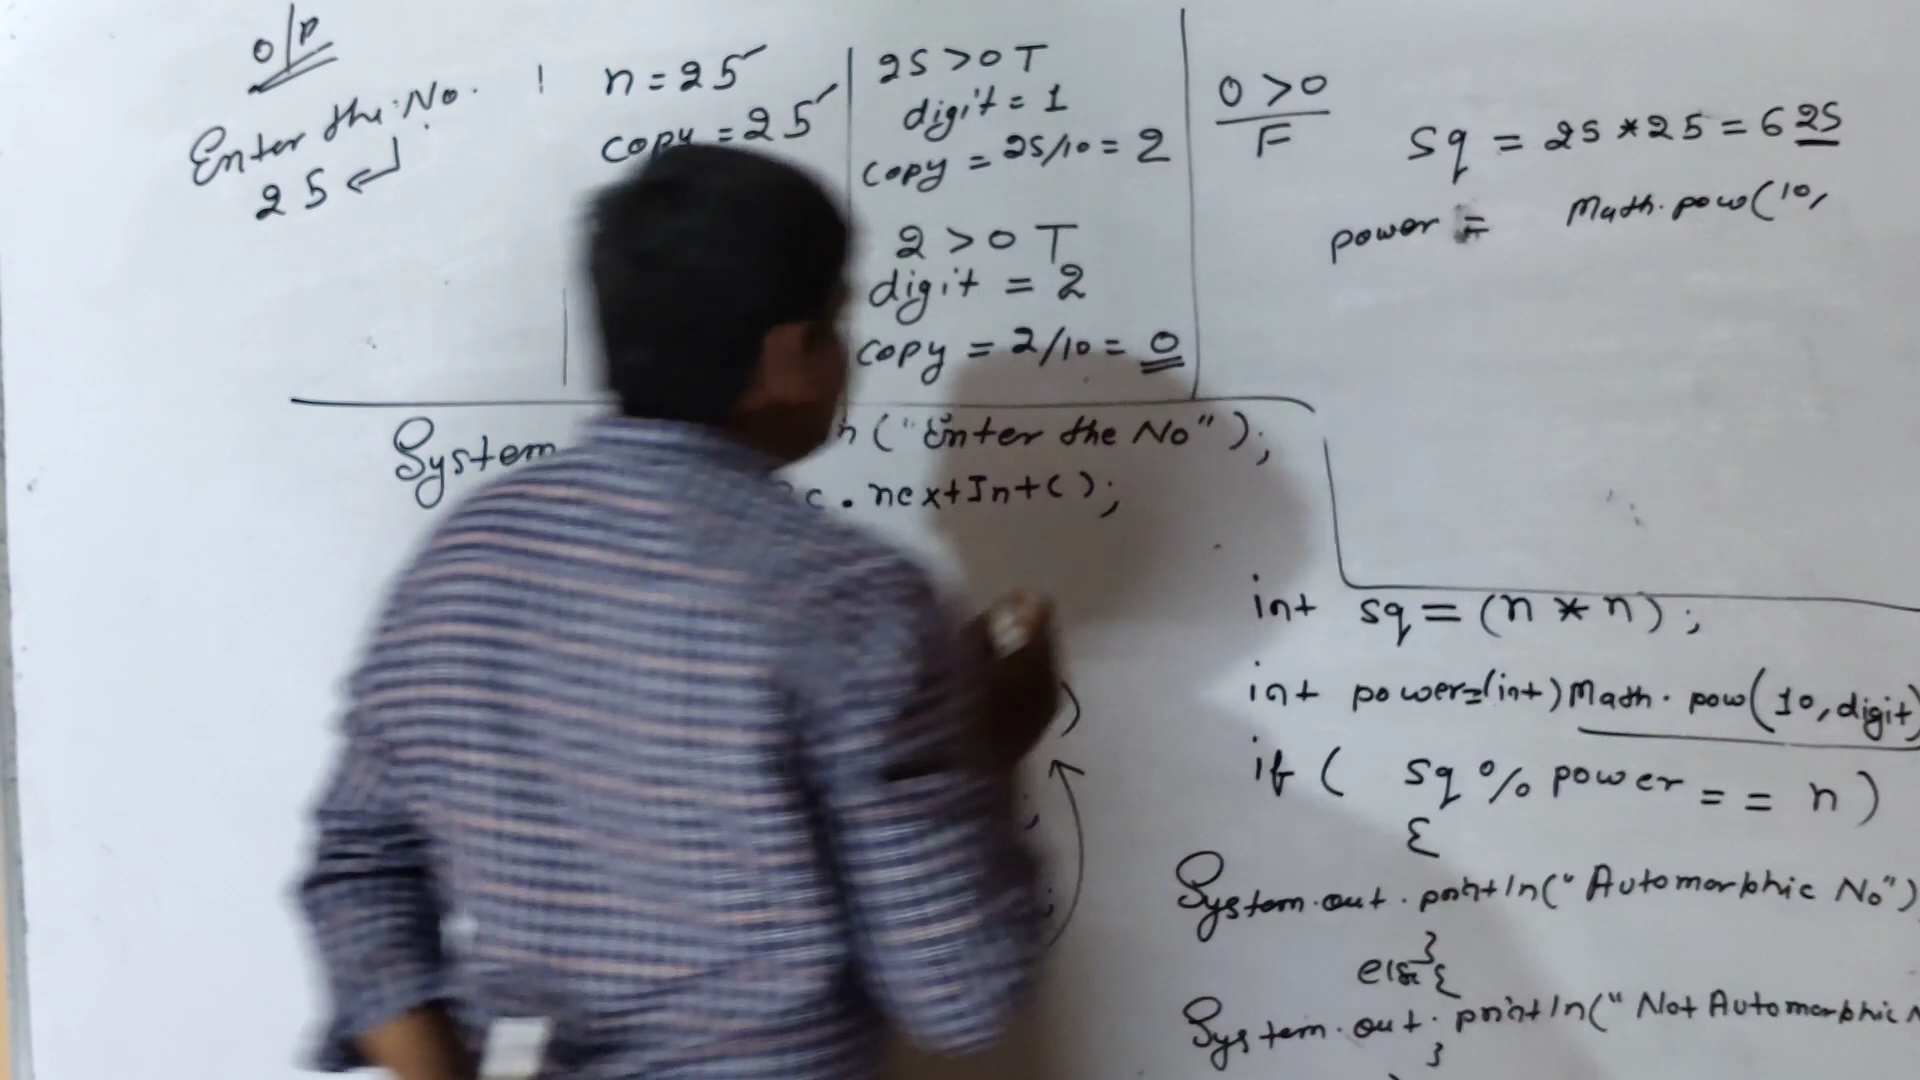 o/p
Enter the No.
25
n = 25
copy = 25
25 > 0 T
digit = 1
copy = 25/10 = 2
2 > 0 T
digit = 2
copy = 2/10 = 0
0 > 0
F
sq = 25 * 25 = 625
power = Math.pow(10,
System
n ("Enter the No");
c . nextInt();
)
;
;
int sq = (n * n);
int power=(int)Math.pow(10,digit)
if ( sq % power == n)
{
System.out.println("Automorphic No")
}
else{
System.out.println("Not Automorphic N
}